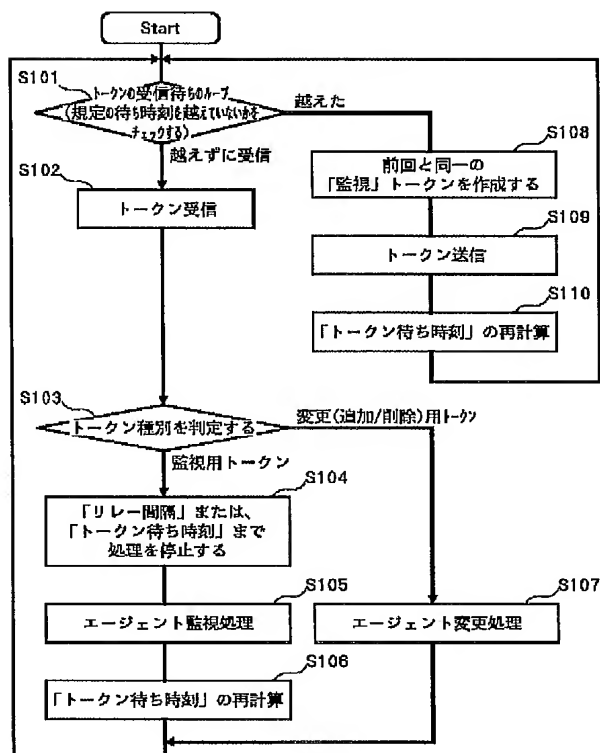 Start
S101
トークンの受信待ちのループ
(規定の待ち時刻を越えていないかを
チェックする)
越えた
越えずに受信
S102
トークン受信
S108
前回と同一の
「監視」トークンを作成する
S109
トークン送信
S110
「トークン待ち時刻」の再計算
S103
トークン種別を判定する
変更(追加/削除)用トークン
監視用トークン
S104
「リレー間隔」または、
「トークン待ち時刻」まで
処理を停止する
S105
エージェント監視処理
S107
エージェント変更処理
S106
「トークン待ち時刻」の再計算